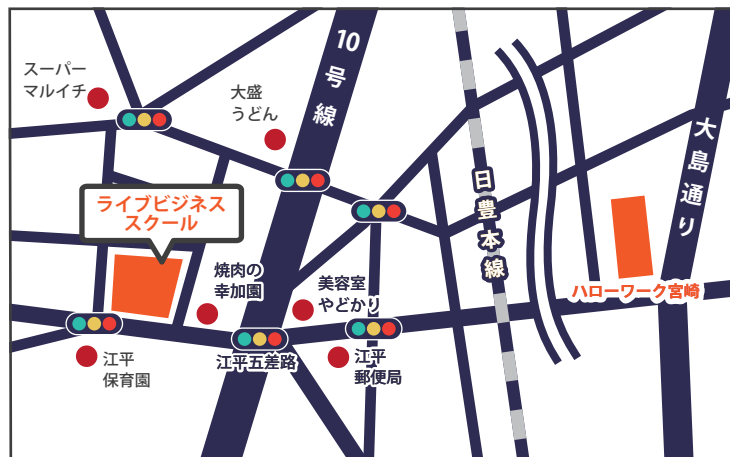 スーパー
マルイチ
大盛
うどん
10号線
日豊本線
大島通り
ライブビジネス
スクール
焼肉の
幸加園
美容室
やどかり
ハローワーク宮崎
江平五差路
江平
郵便局
江平
保育園